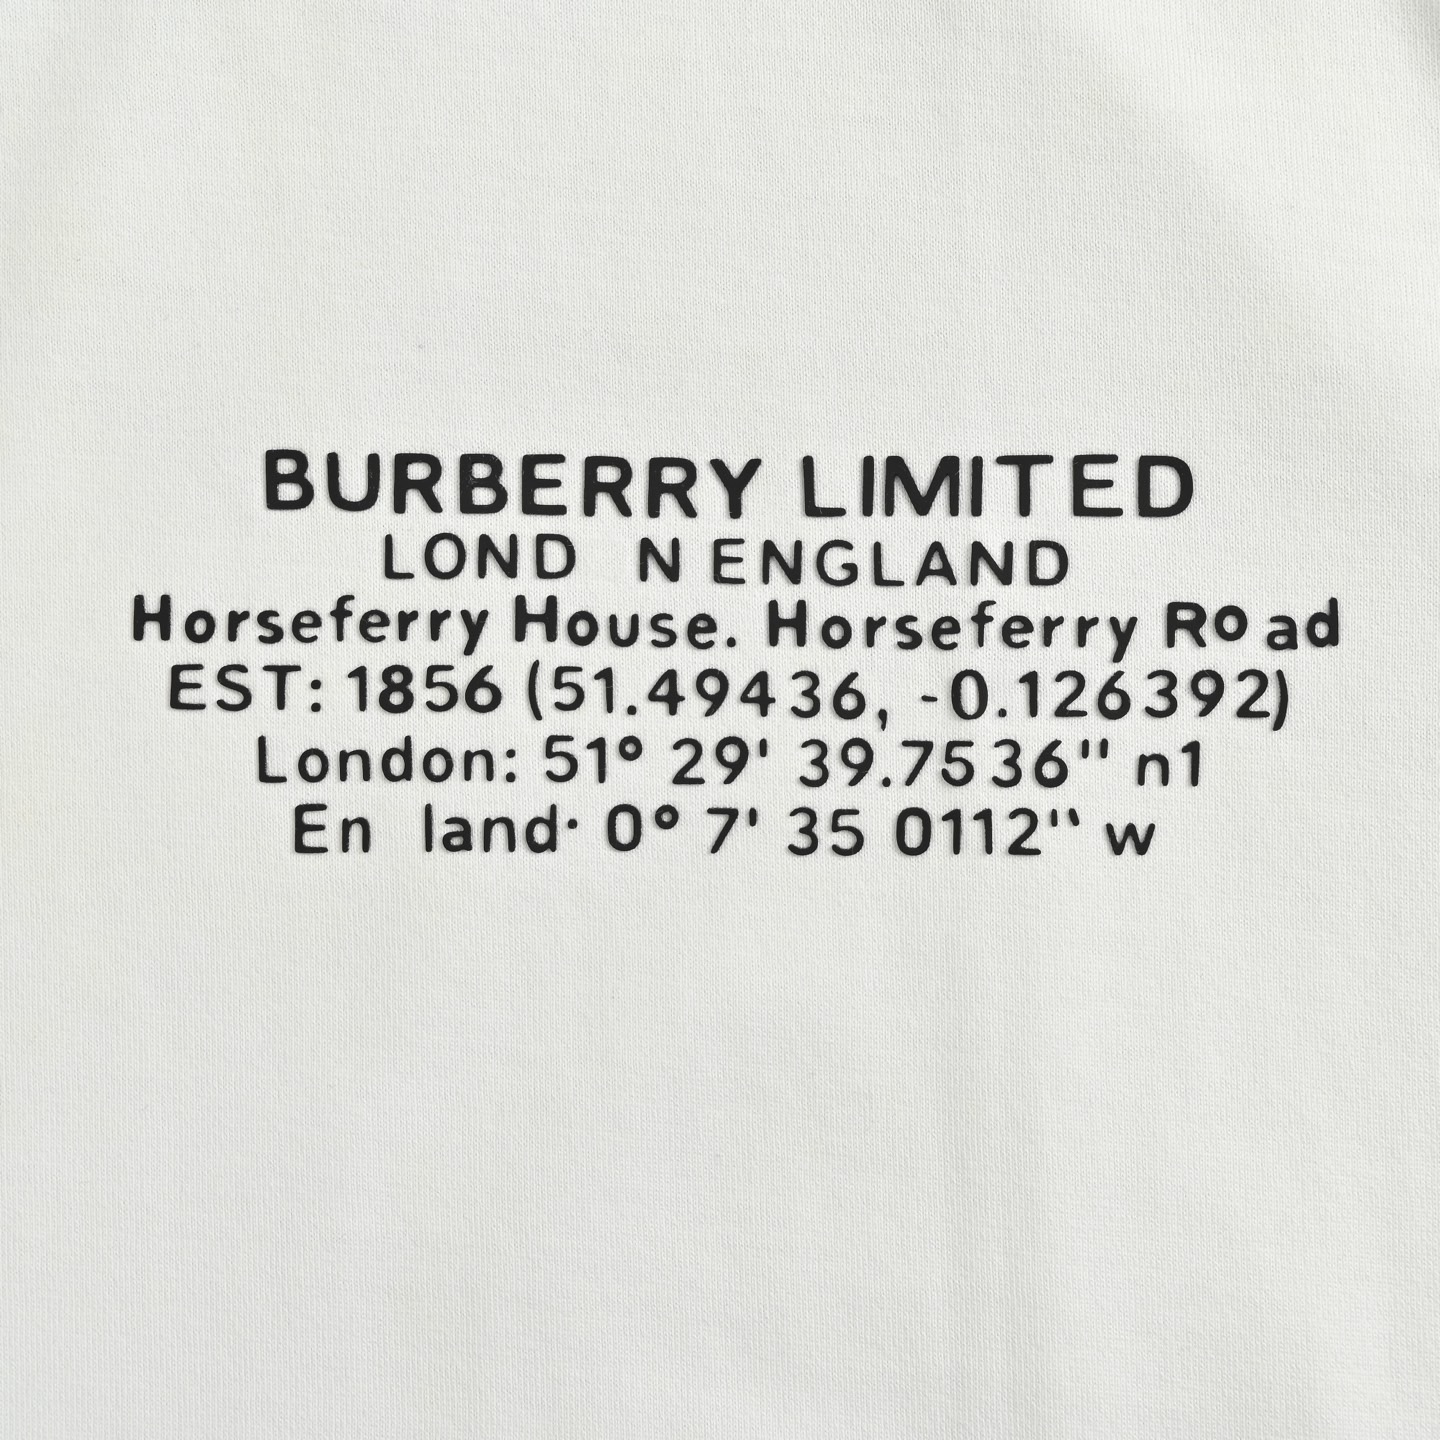 BURBERRY LIMITED
LOND N ENGLAND
Horseferry House. Horseferry Road
EST: 1856 (51.49436, -0.126392)
London: 51° 29' 39.7536" n1
En land· 0° 7' 35 0112" w